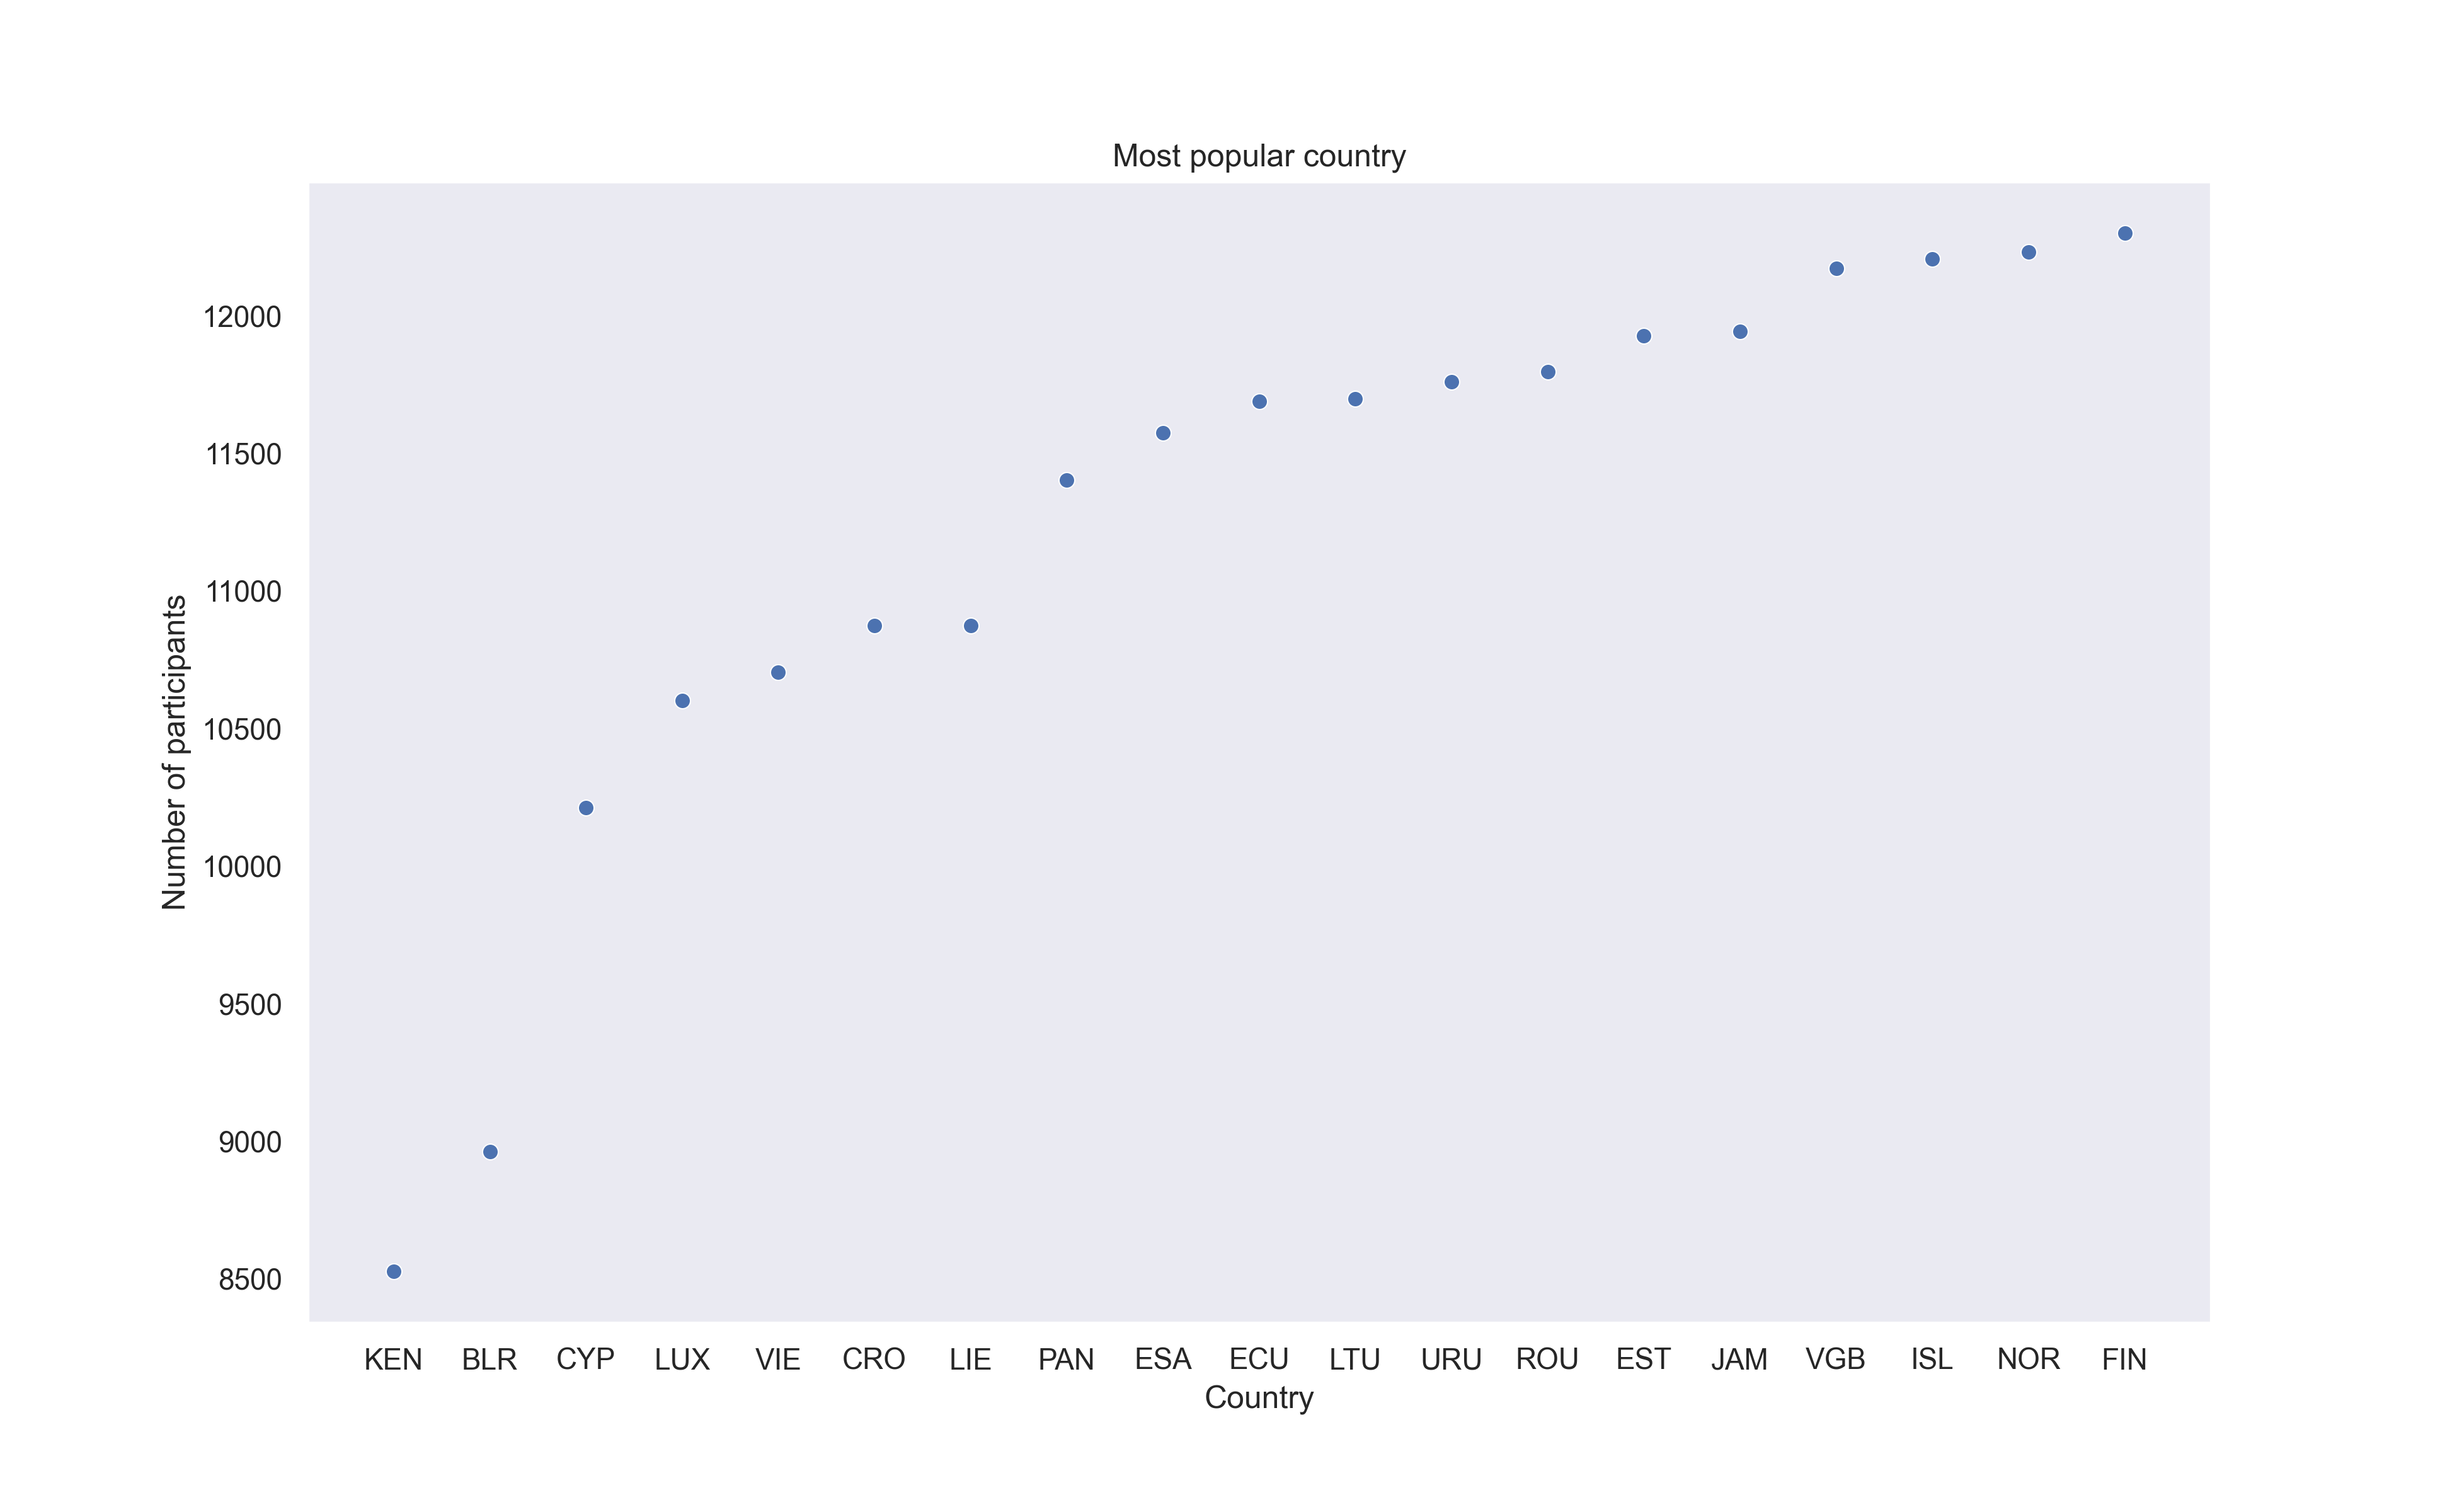 Most popular country
12000
11500
11000
10500
10000
9500
9000
8500
Number of participants
KEN BLR CYP LUX VIE CRO LIE PAN ESA ECU LTU URU ROU EST JAM VGB ISL NOR FIN
Country